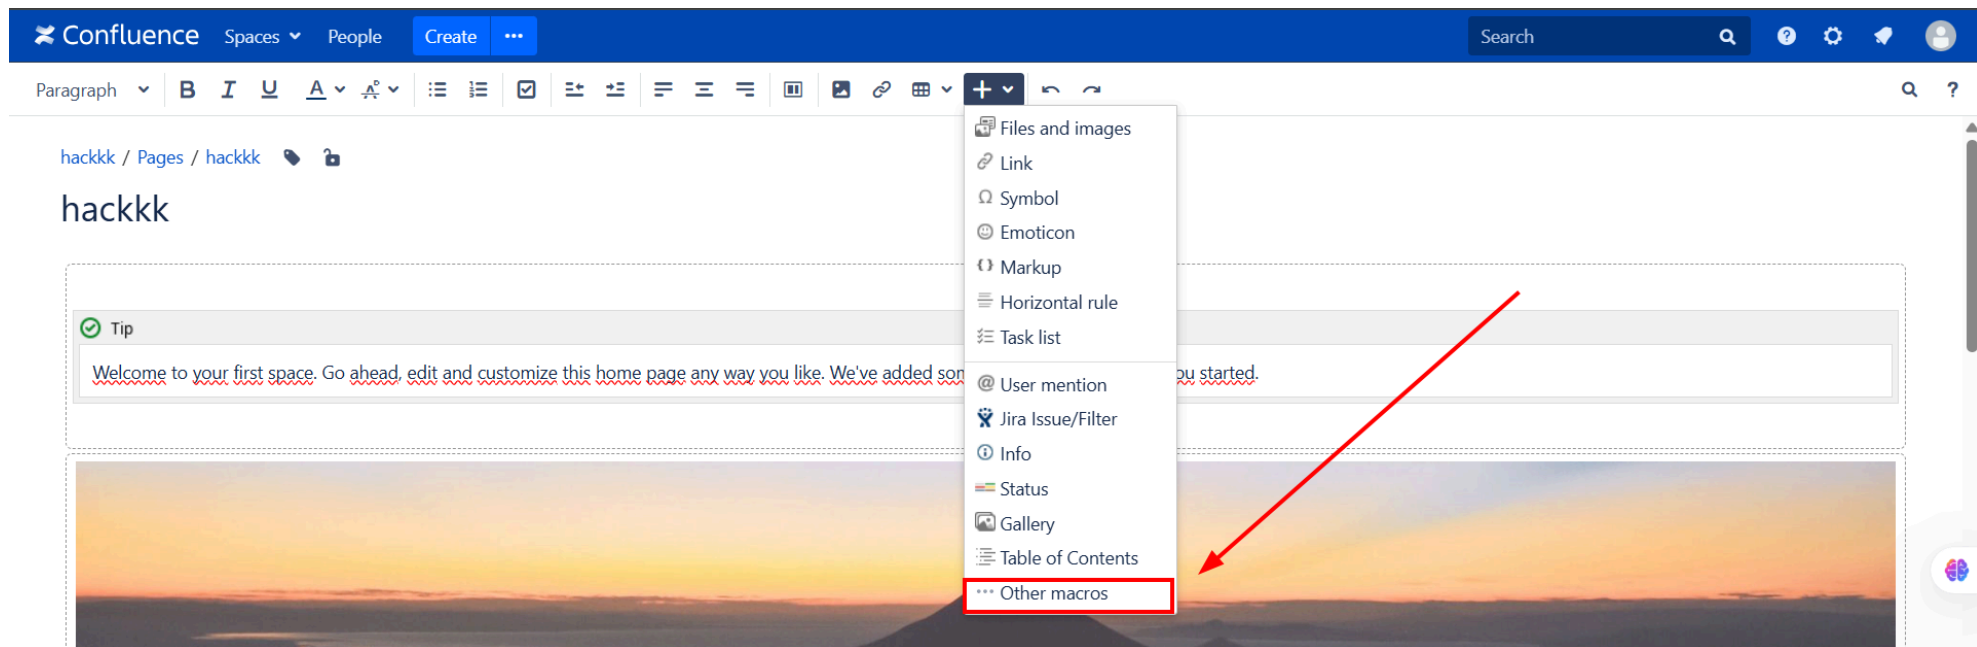 Confluence Spaces People Create ··· Search
Paragraph B I U A
hackkk / Pages / hackkk
hackkk
Tip
Welcome to your first space. Go ahead, edit and customize this home page any way you like. We've added som
ou started.
Files and images
Link
Symbol
Emoticon
Markup
Horizontal rule
Task list
@ User mention
Jira Issue/Filter
Info
Status
Gallery
Table of Contents
Other macros